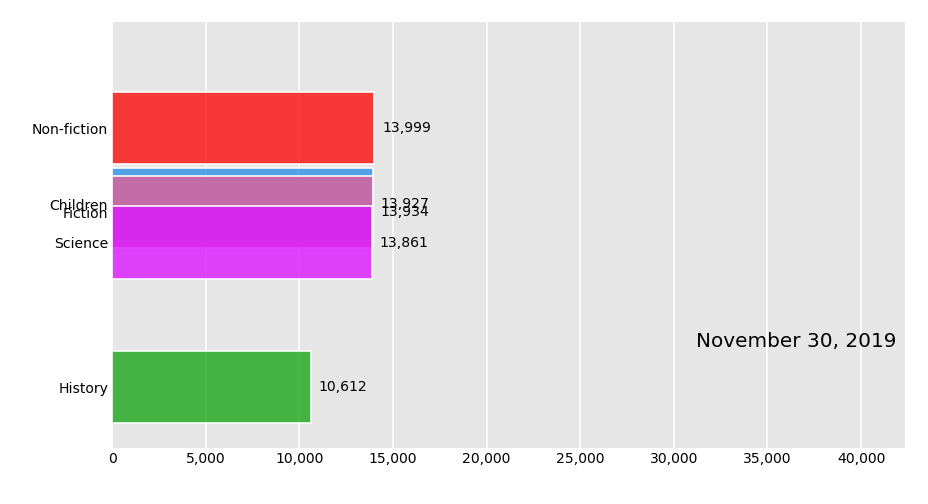 Non-fiction 13,999
Children 13,927
Fiction 13,934
Science 13,861
November 30, 2019
History 10,612
0 5,000 10,000 15,000 20,000 25,000 30,000 35,000 40,000